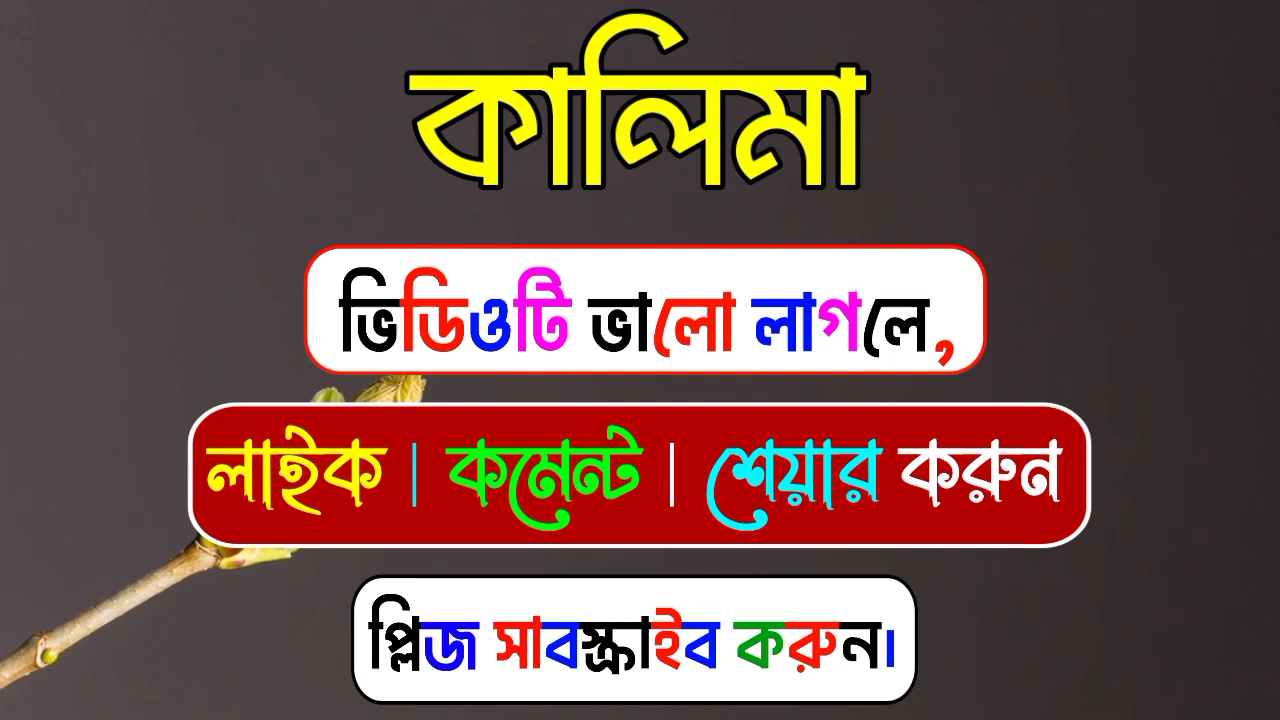 কালিমা
ভিডিওটি ভালো লাগলে,
লাইক | কমেন্ট | শেয়ার করুন
প্লিজ সাবস্ক্রাইব করুন।